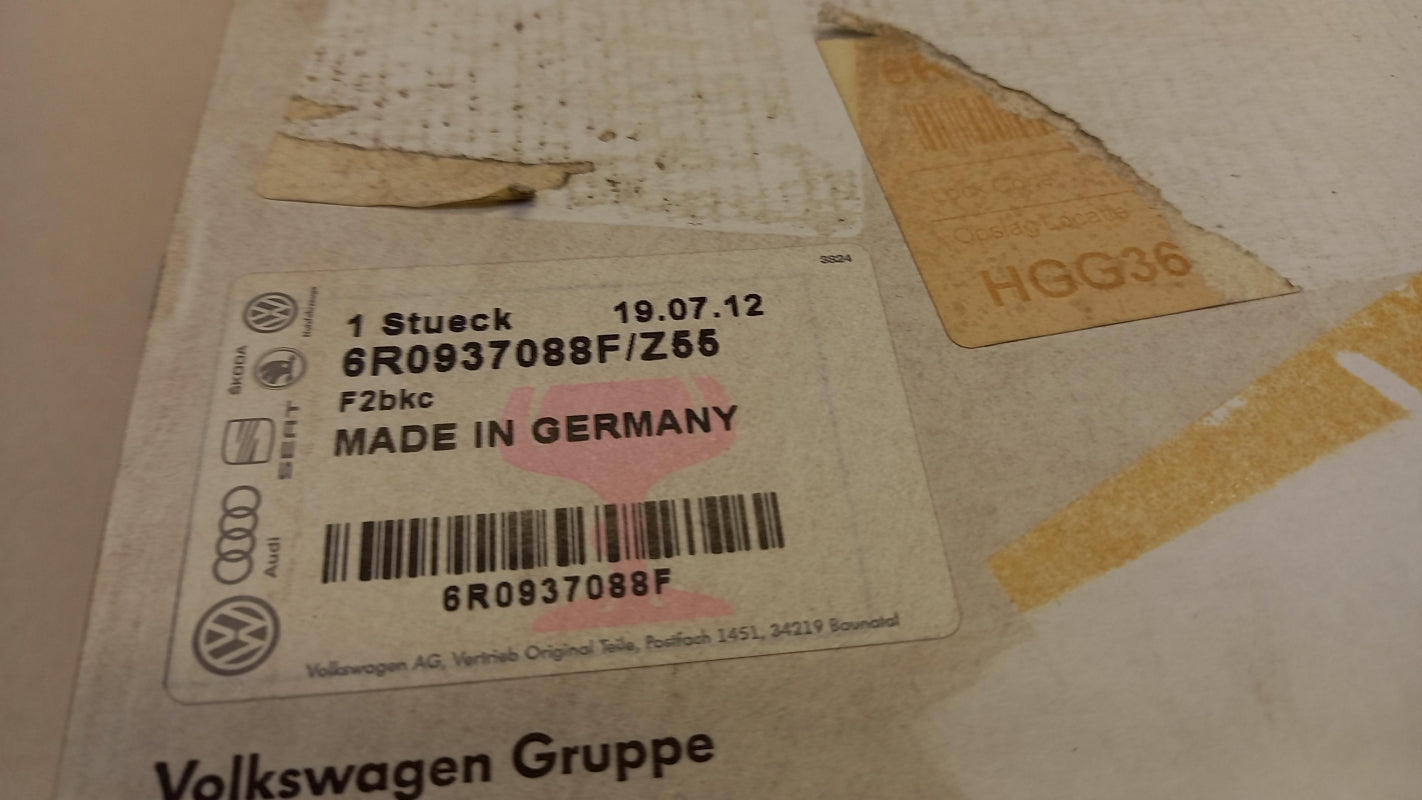 3824
1 Stueck 19.07.12
6R0937088F/Z55
F2bkc
MADE IN GERMANY
6R0937088F
Volkswagen AG, Vertrieb Original Teile, Postfach 1451, 34219 Baunatal
ŠKODA
SEAT
Audi
HGG36
Volkswagen Gruppe